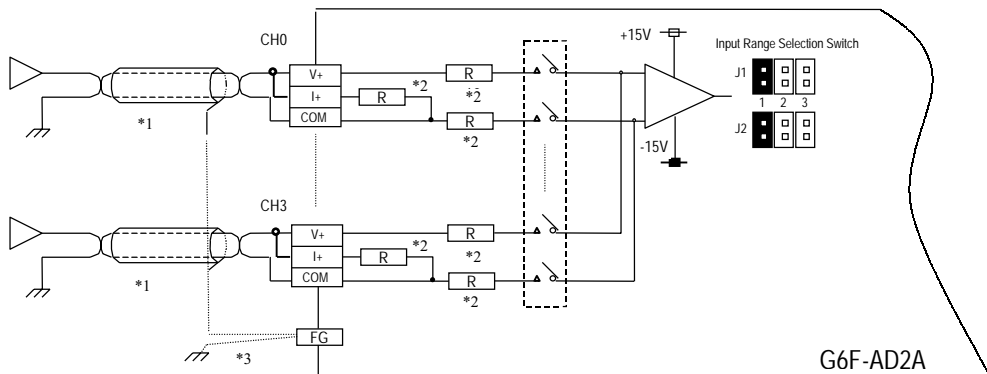 +15V
Input Range Selection Switch
CH0
V+
R
*2
J1
I+
R
*2
1 2 3
COM
R
*2
*1
J2
-15V
CH3
V+
R
*2
I+
R
*2
COM
R
*2
*1
FG
*3
G6F-AD2A